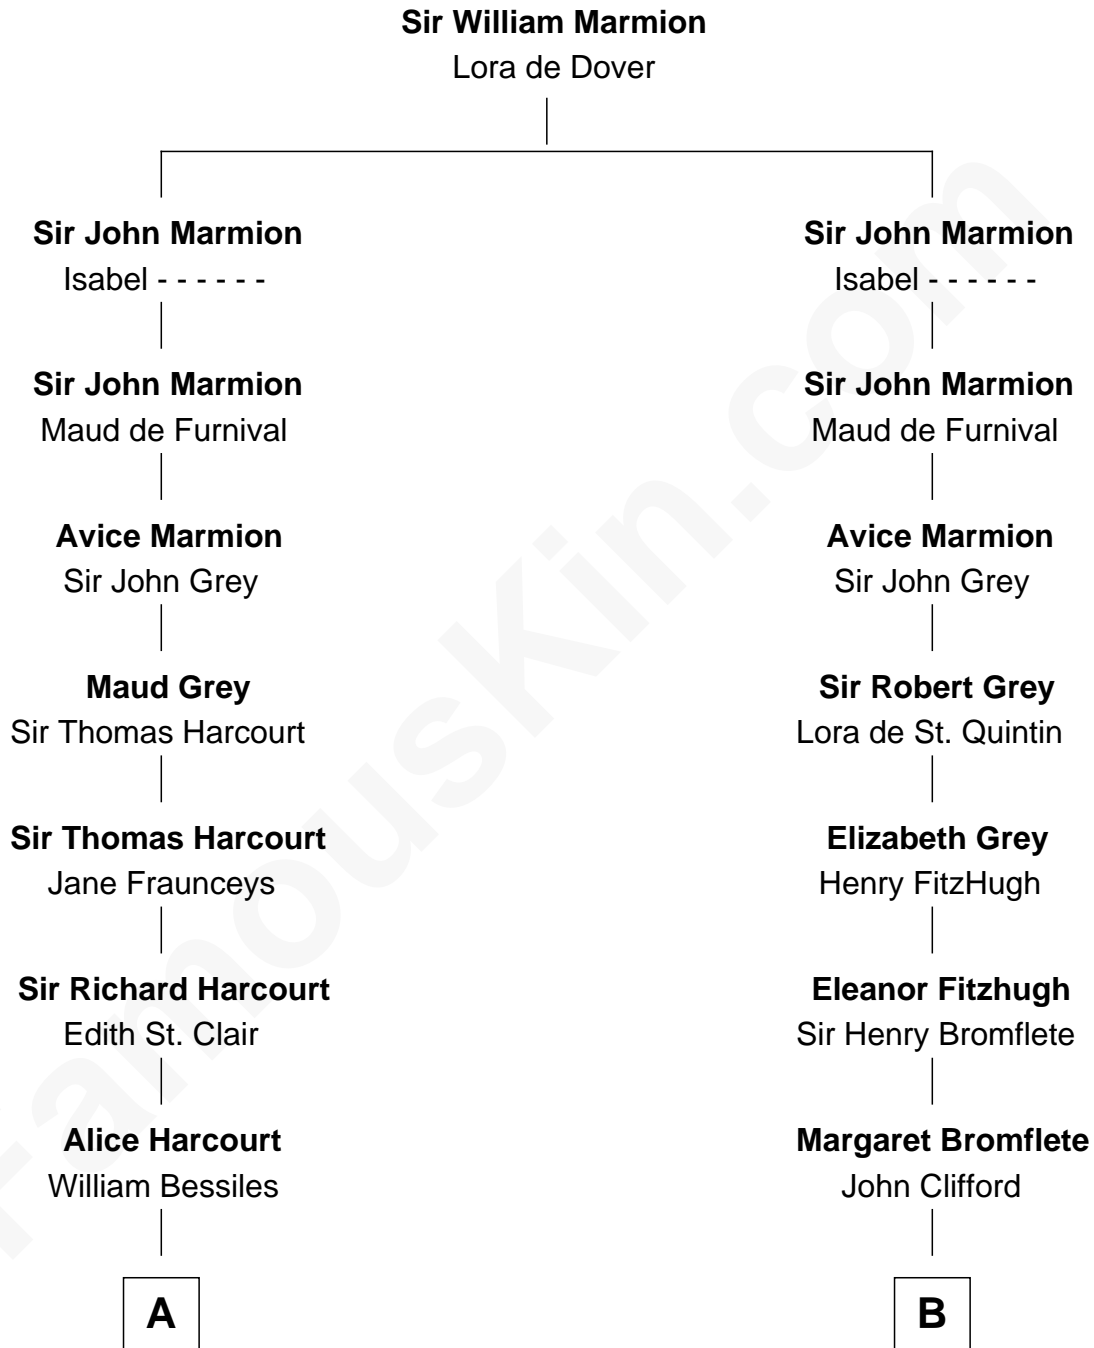 Sir William Marmion
Lora de Dover
Sir John Marmion
Isabel - - - - - -
Sir John Marmion
Maud de Furnival
Avice Marmion
Sir John Grey
Maud Grey
Sir Thomas Harcourt
Sir Thomas Harcourt
Jane Fraunceys
Sir Richard Harcourt
Edith St. Clair
Alice Harcourt
William Bessiles
A
Sir John Marmion
Isabel - - - - - -
Sir John Marmion
Maud de Furnival
Avice Marmion
Sir John Grey
Sir Robert Grey
Lora de St. Quintin
Elizabeth Grey
Henry FitzHugh
Eleanor Fitzhugh
Sir Henry Bromflete
Margaret Bromflete
John Clifford
B
FamousKin.com